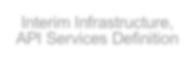 Interim Infrastructure,
API Services Definition